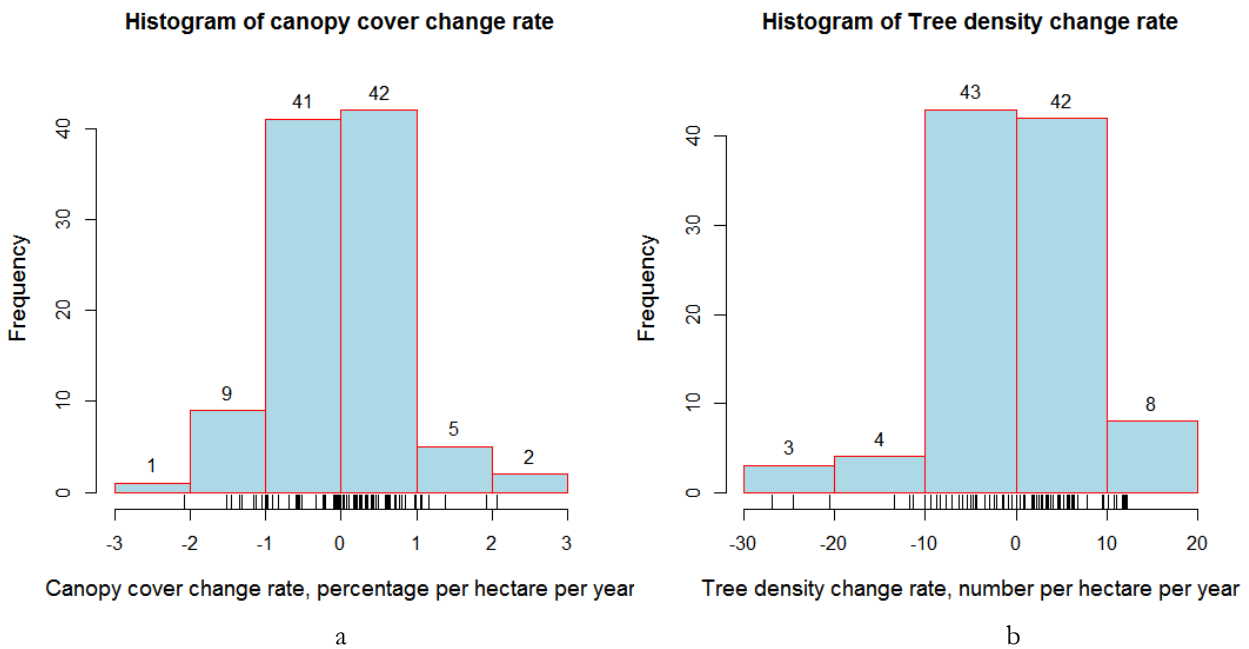 Histogram of canopy cover change rate
Frequency
40
30
20
10
0
1
9
41
42
5
2
-3 -2 -1 0 1 2 3
Canopy cover change rate, percentage per hectare per year
a
Histogram of Tree density change rate
Frequency
40
30
20
10
0
3
4
43
42
8
-30 -20 -10 0 10 20
Tree density change rate, number per hectare per year
b